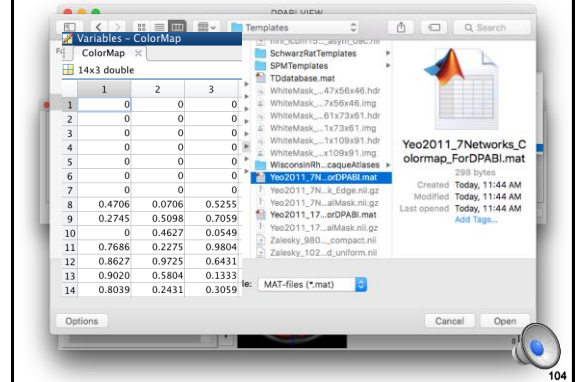 DPABI VIEW
Templates
Search
Variables – ColorMap
ColorMap
14x3 double
1 2 3
1 0 0 0
2 0 0 0
3 0 0 0
4 0 0 0
5 0 0 0
6 0 0 0
7 0 0 0
8 0.4706 0.0706 0.5255
9 0.2745 0.5098 0.7059
10 0 0.4627 0.0549
11 0.7686 0.2275 0.9804
12 0.8627 0.9725 0.6431
13 0.9020 0.5804 0.1333
14 0.8039 0.2431 0.3059
SchwarzRatTemplates
SPMTemplates
TDdatabase.mat
WhiteMask_...47x56x46.hdr
WhiteMask_...7x56x46.img
WhiteMask_...61x73x61.hdr
WhiteMask_...1x73x61.img
WhiteMask_...1x109x91.hdr
WhiteMask_...x109x91.img
WisconsinRh...caqueAtlases
Yeo2011_7N...orDPABI.mat
Yeo2011_7N...k_Edge.nii.gz
Yeo2011_7N...alMask.nii.gz
Yeo2011_17...orDPABI.mat
Yeo2011_17...alMask.nii.gz
Zalesky_980..._compact.nii
Zalesky_102...d_uniform.nii
Yeo2011_7Networks_C
olormap_ForDPABI.mat
298 bytes
Created Today, 11:44 AM
Modified Today, 11:44 AM
Last opened Today, 11:44 AM
Add Tags...
MAT-files (*.mat)
Options
Cancel
Open
104